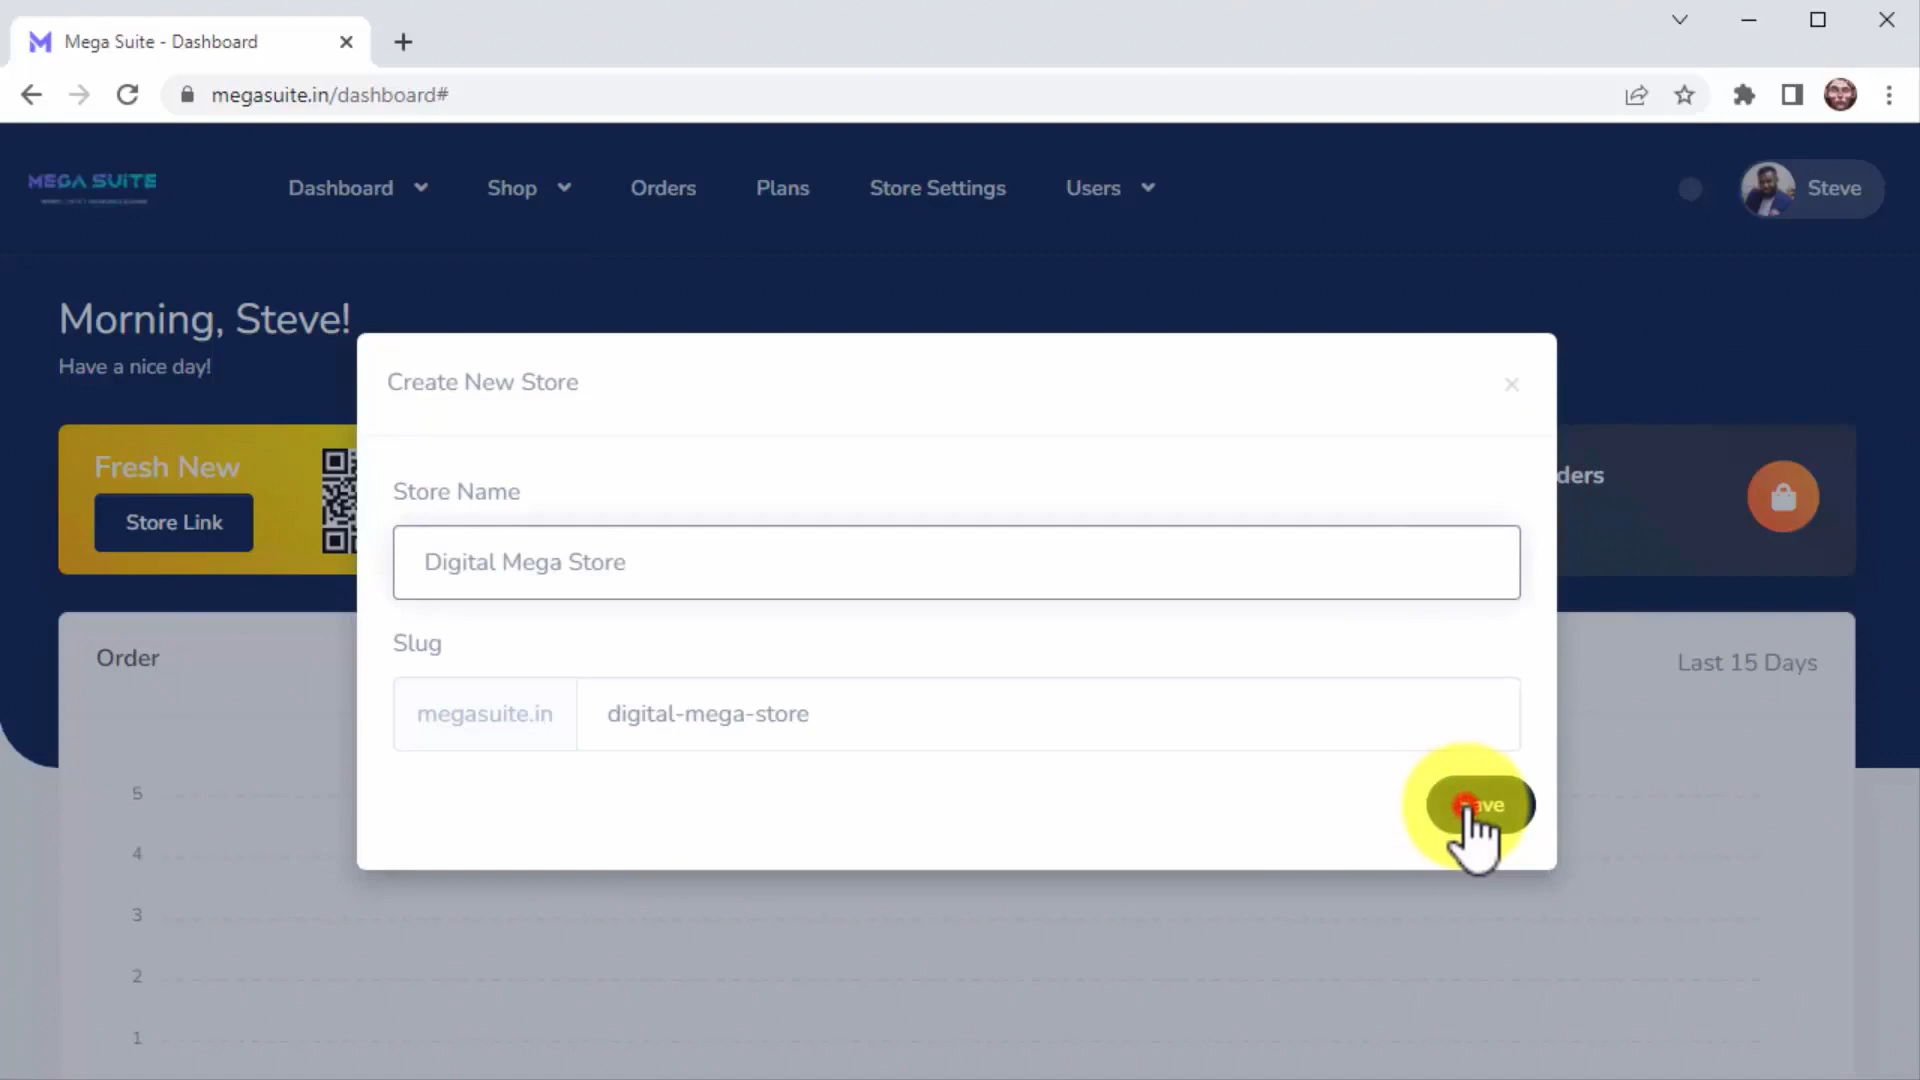 Mega Suite - Dashboard
megasuite.in/dashboard#
MEGA SUITE
Dashboard
Shop
Orders
Plans
Store Settings
Users
Steve
Morning, Steve!
Have a nice day!
Fresh New
Store Link
ders
Create New Store
Store Name
Digital Mega Store
Slug
megasuite.in
digital-mega-store
ave
Order
Last 15 Days
5
4
3
2
1